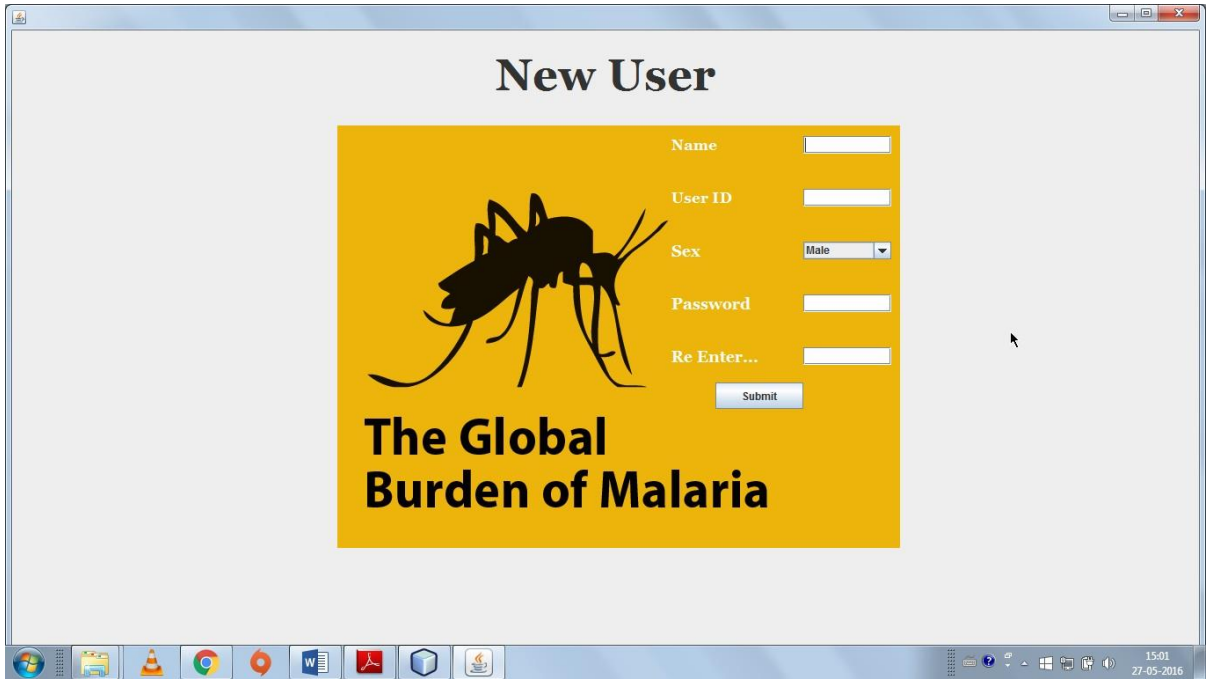 New User
Name
User ID
Sex
Male
Password
Re Enter...
Submit
The Global
Burden of Malaria
W
?
15:01
27-05-2016